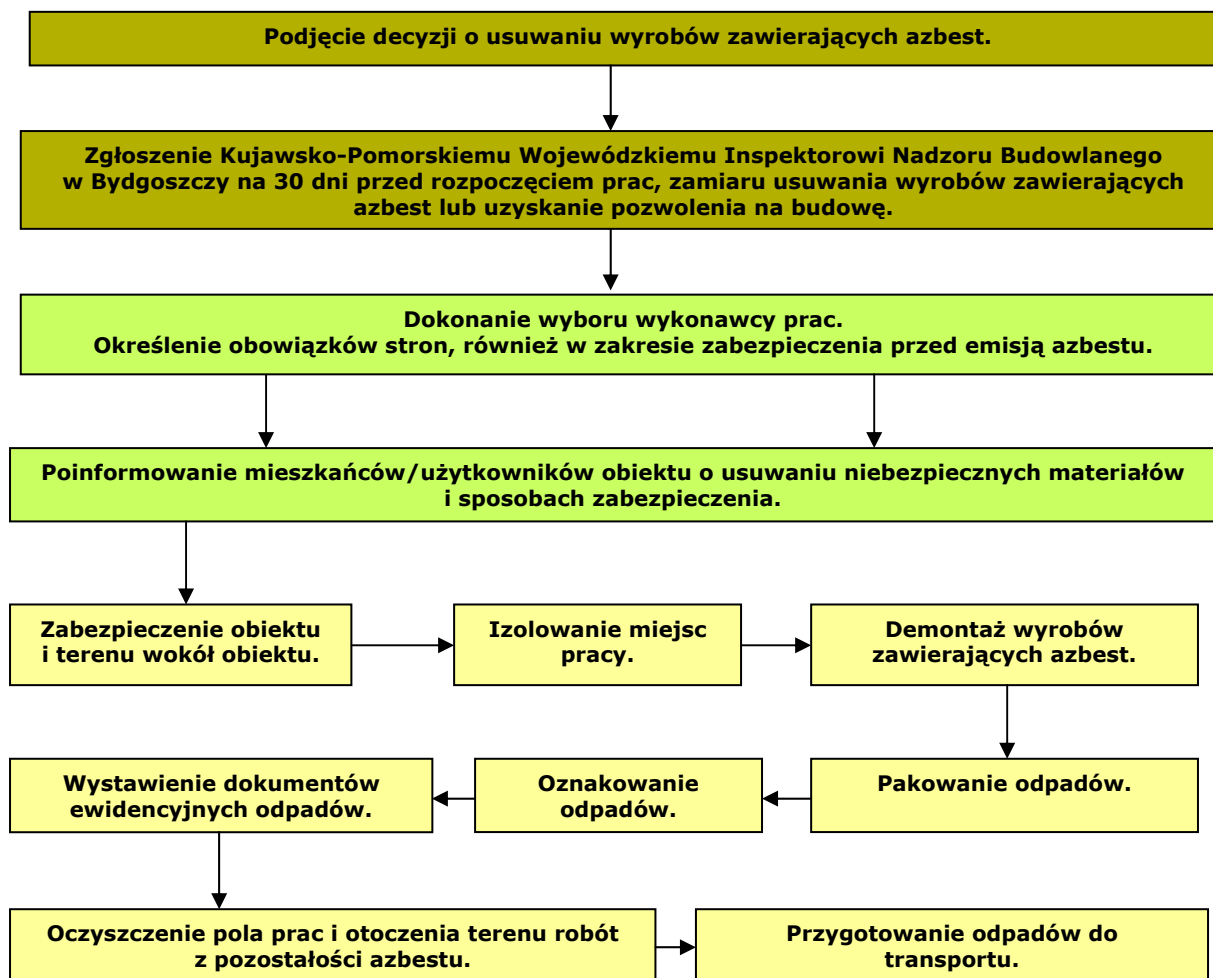 Podjęcie decyzji o usuwaniu wyrobów zawierających azbest.
Zgłoszenie Kujawsko-Pomorskiemu Wojewódzkiemu Inspektorowi Nadzoru Budowlanego
w Bydgoszczy na 30 dni przed rozpoczęciem prac, zamiaru usuwania wyrobów zawierających
azbest lub uzyskanie pozwolenia na budowę.
Dokonanie wyboru wykonawcy prac.
Określenie obowiązków stron, również w zakresie zabezpieczenia przed emisją azbestu.
Poinformowanie mieszkańców/użytkowników obiektu o usuwaniu niebezpiecznych materiałów
i sposobach zabezpieczenia.
Zabezpieczenie obiektu
i terenu wokół obiektu.
Izolowanie miejsc
pracy.
Demontaż wyrobów
zawierających azbest.
Pakowanie odpadów.
Oznakowanie
odpadów.
Wystawienie dokumentów
ewidencyjnych odpadów.
Oczyszczenie pola prac i otoczenia terenu robót
z pozostałości azbestu.
Przygotowanie odpadów do
transportu.